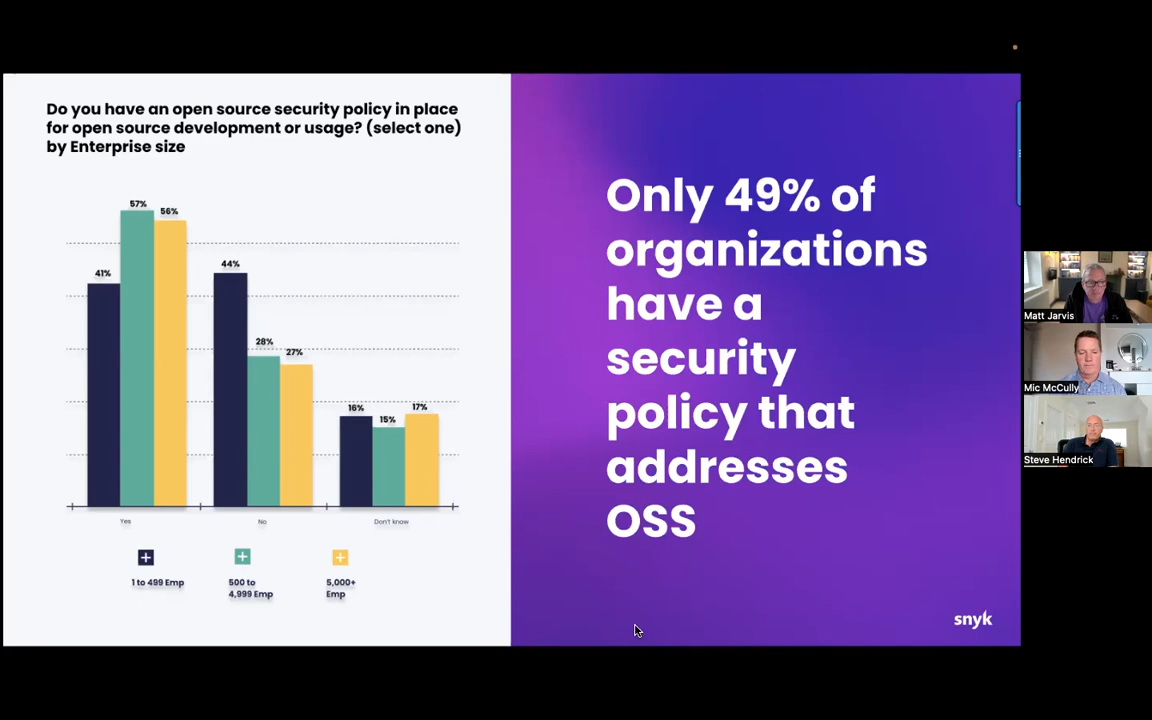 Do you have an open source security policy in place
for open source development or usage? (select one)
by Enterprise size
57%
56%
41%
44%
28%
27%
16%
15%
17%
Yes
No
Don't know
1 to 499 Emp
500 to
4,999 Emp
5,000+
Emp
Only 49% of
organizations
have a
security
policy that
addresses
OSS
snyk
Matt Jarvis
Mic McCully
Steve Hendrick